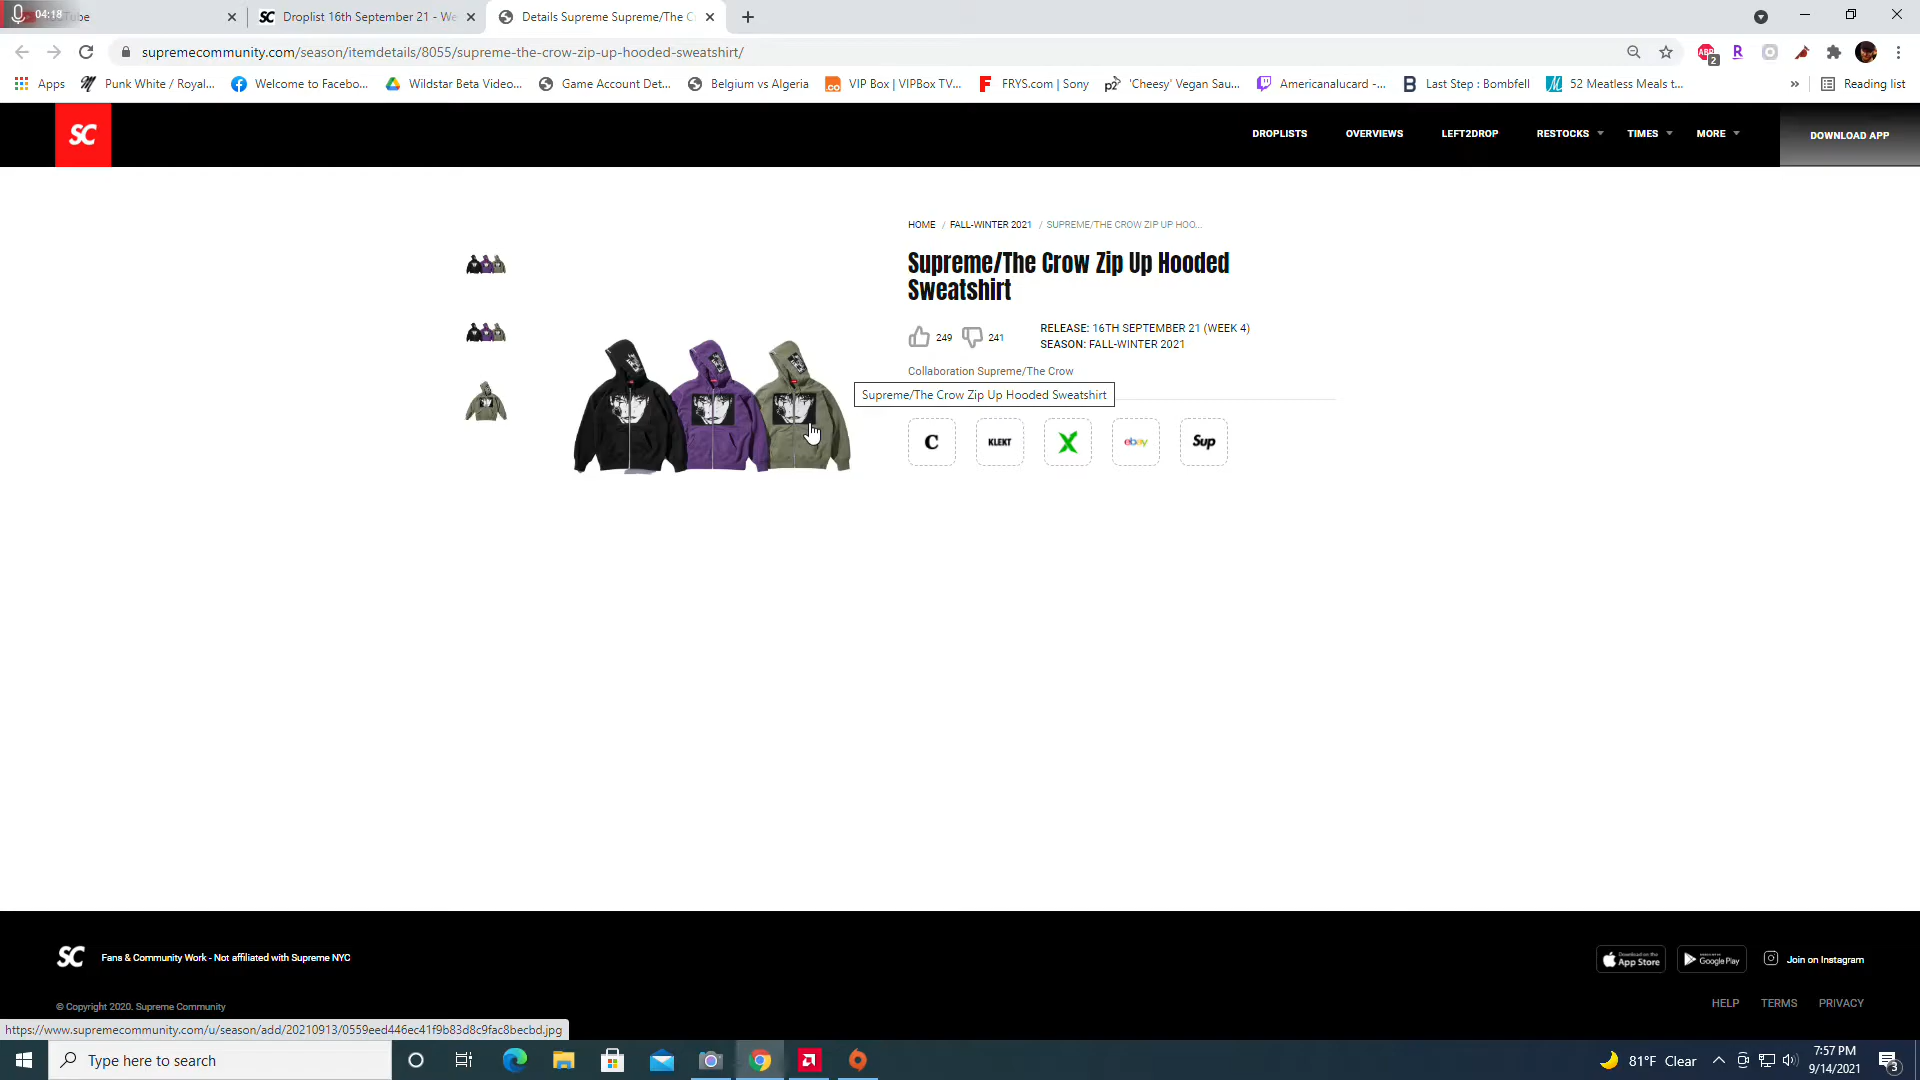 04:18
Droplist 16th September 21 - We
Details Supreme Supreme/The C
supremecommunity.com/season/itemdetails/8055/supreme-the-crow-zip-up-hooded-sweatshirt/
ABP
2
R
Apps
Punk White / Royal...
Welcome to Facebo...
Wildstar Beta Video...
Game Account Det...
Belgium vs Algeria
VIP Box | VIPBox TV...
FRYS.com | Sony
'Cheesy' Vegan Sau...
Americanalucard -...
Last Step : Bombfell
52 Meatless Meals t...
»
Reading list
SC
DROPLISTS
OVERVIEWS
LEFT2DROP
RESTOCKS
TIMES
MORE
DOWNLOAD APP
HOME / FALL-WINTER 2021 / SUPREME/THE CROW ZIP UP HOO...
Supreme/The Crow Zip Up Hooded
Sweatshirt
249
241
RELEASE: 16TH SEPTEMBER 21 (WEEK 4)
SEASON: FALL-WINTER 2021
Collaboration Supreme/The Crow
Supreme/The Crow Zip Up Hooded Sweatshirt
C
KLEKT
X
ebay
Sup
SC
Fans & Community Work - Not affiliated with Supreme NYC
Download on the
App Store
Google Play
Join on Instagram
© Copyright 2020. Supreme Community
HELP
TERMS
PRIVACY
https://www.supremecommunity.com/u/season/add/20210913/0559eed446ec41f9b83d8c9fac8becbd.jpg
Type here to search
81°F Clear
7:57 PM
9/14/2021
3